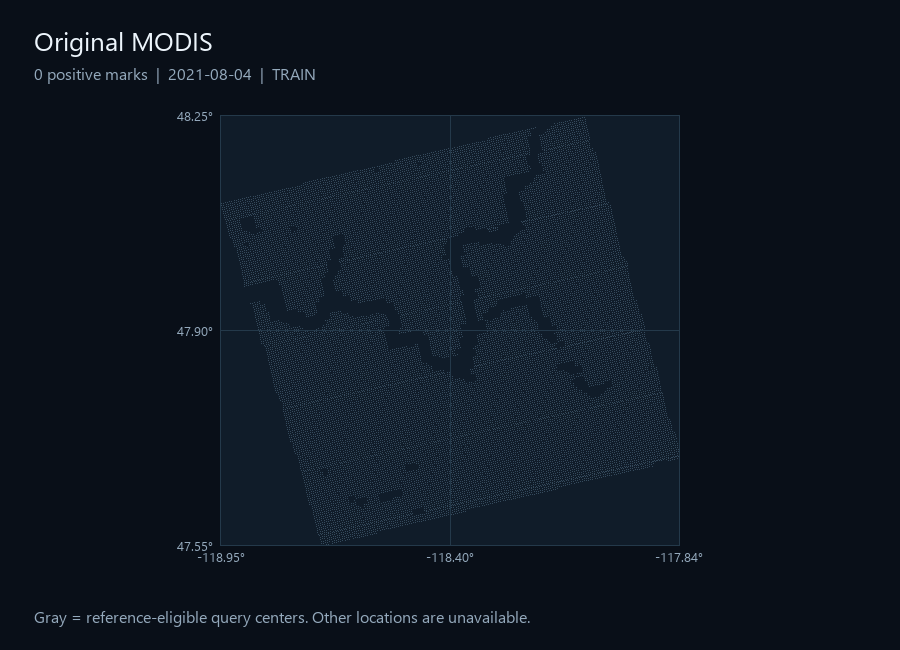 Original MODIS
0 positive marks | 2021-08-04 | TRAIN
48.25°
47.90°
47.55°
-118.95°
-118.40°
-117.84°
Gray = reference-eligible query centers. Other locations are unavailable.